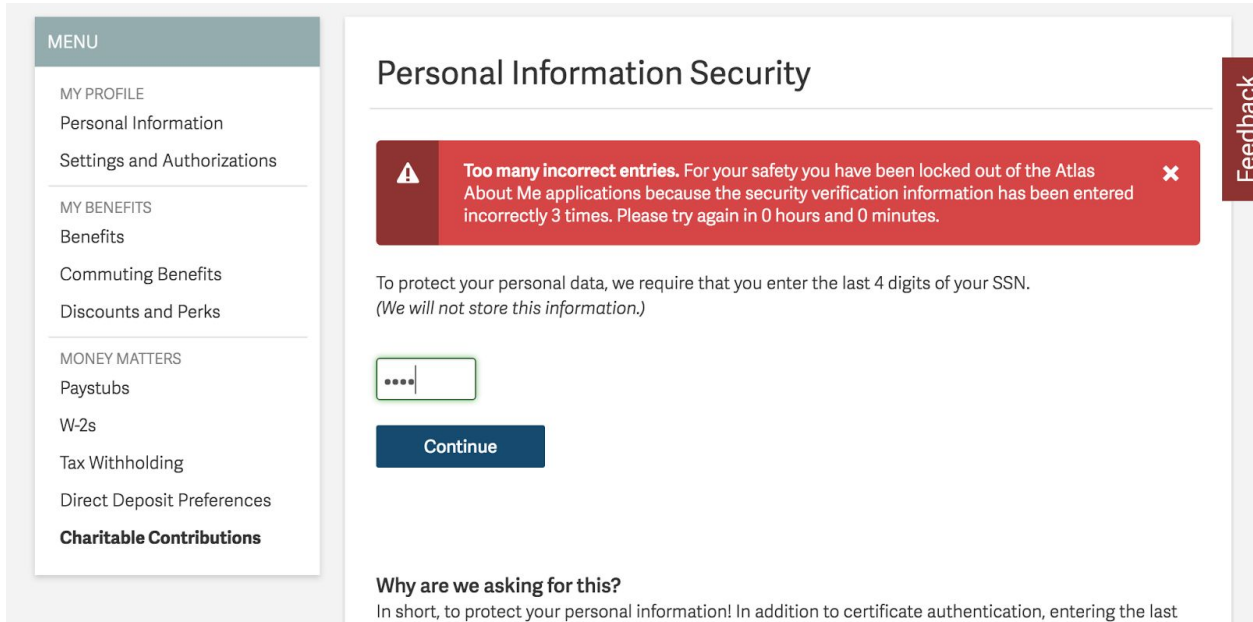 MENU
MY PROFILE
Personal Information
Settings and Authorizations
MY BENEFITS
Benefits
Commuting Benefits
Discounts and Perks
MONEY MATTERS
Paystubs
W-2s
Tax Withholding
Direct Deposit Preferences
Charitable Contributions
Personal Information Security
Too many incorrect entries. For your safety you have been locked out of the Atlas
About Me applications because the security verification information has been entered
incorrectly 3 times. Please try again in 0 hours and 0 minutes.
To protect your personal data, we require that you enter the last 4 digits of your SSN.
(We will not store this information.)
••••
Continue
Why are we asking for this?
In short, to protect your personal information! In addition to certificate authentication, entering the last
Feedback